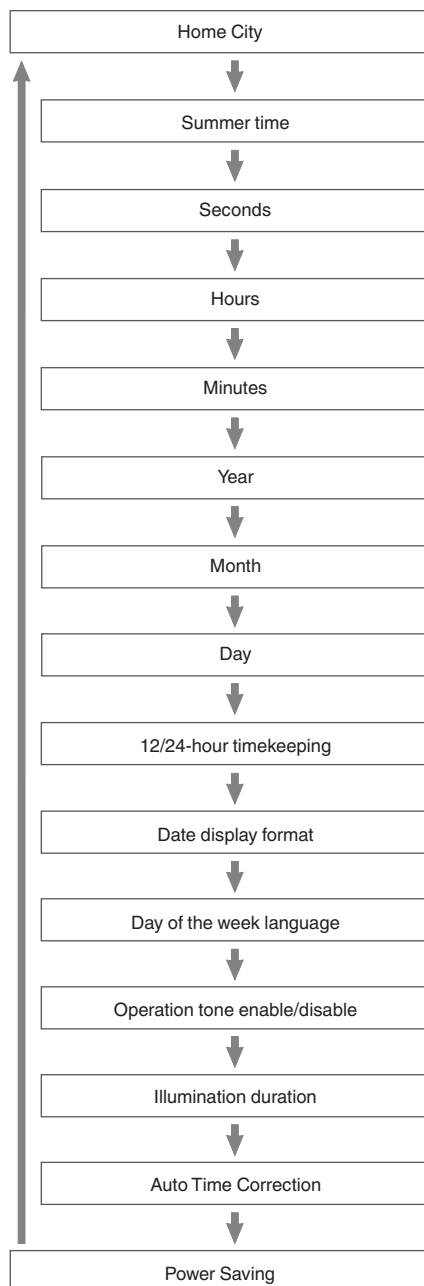 Home City
Summer time
Seconds
Hours
Minutes
Year
Month
Day
12/24-hour timekeeping
Date display format
Day of the week language
Operation tone enable/disable
Illumination duration
Auto Time Correction
Power Saving